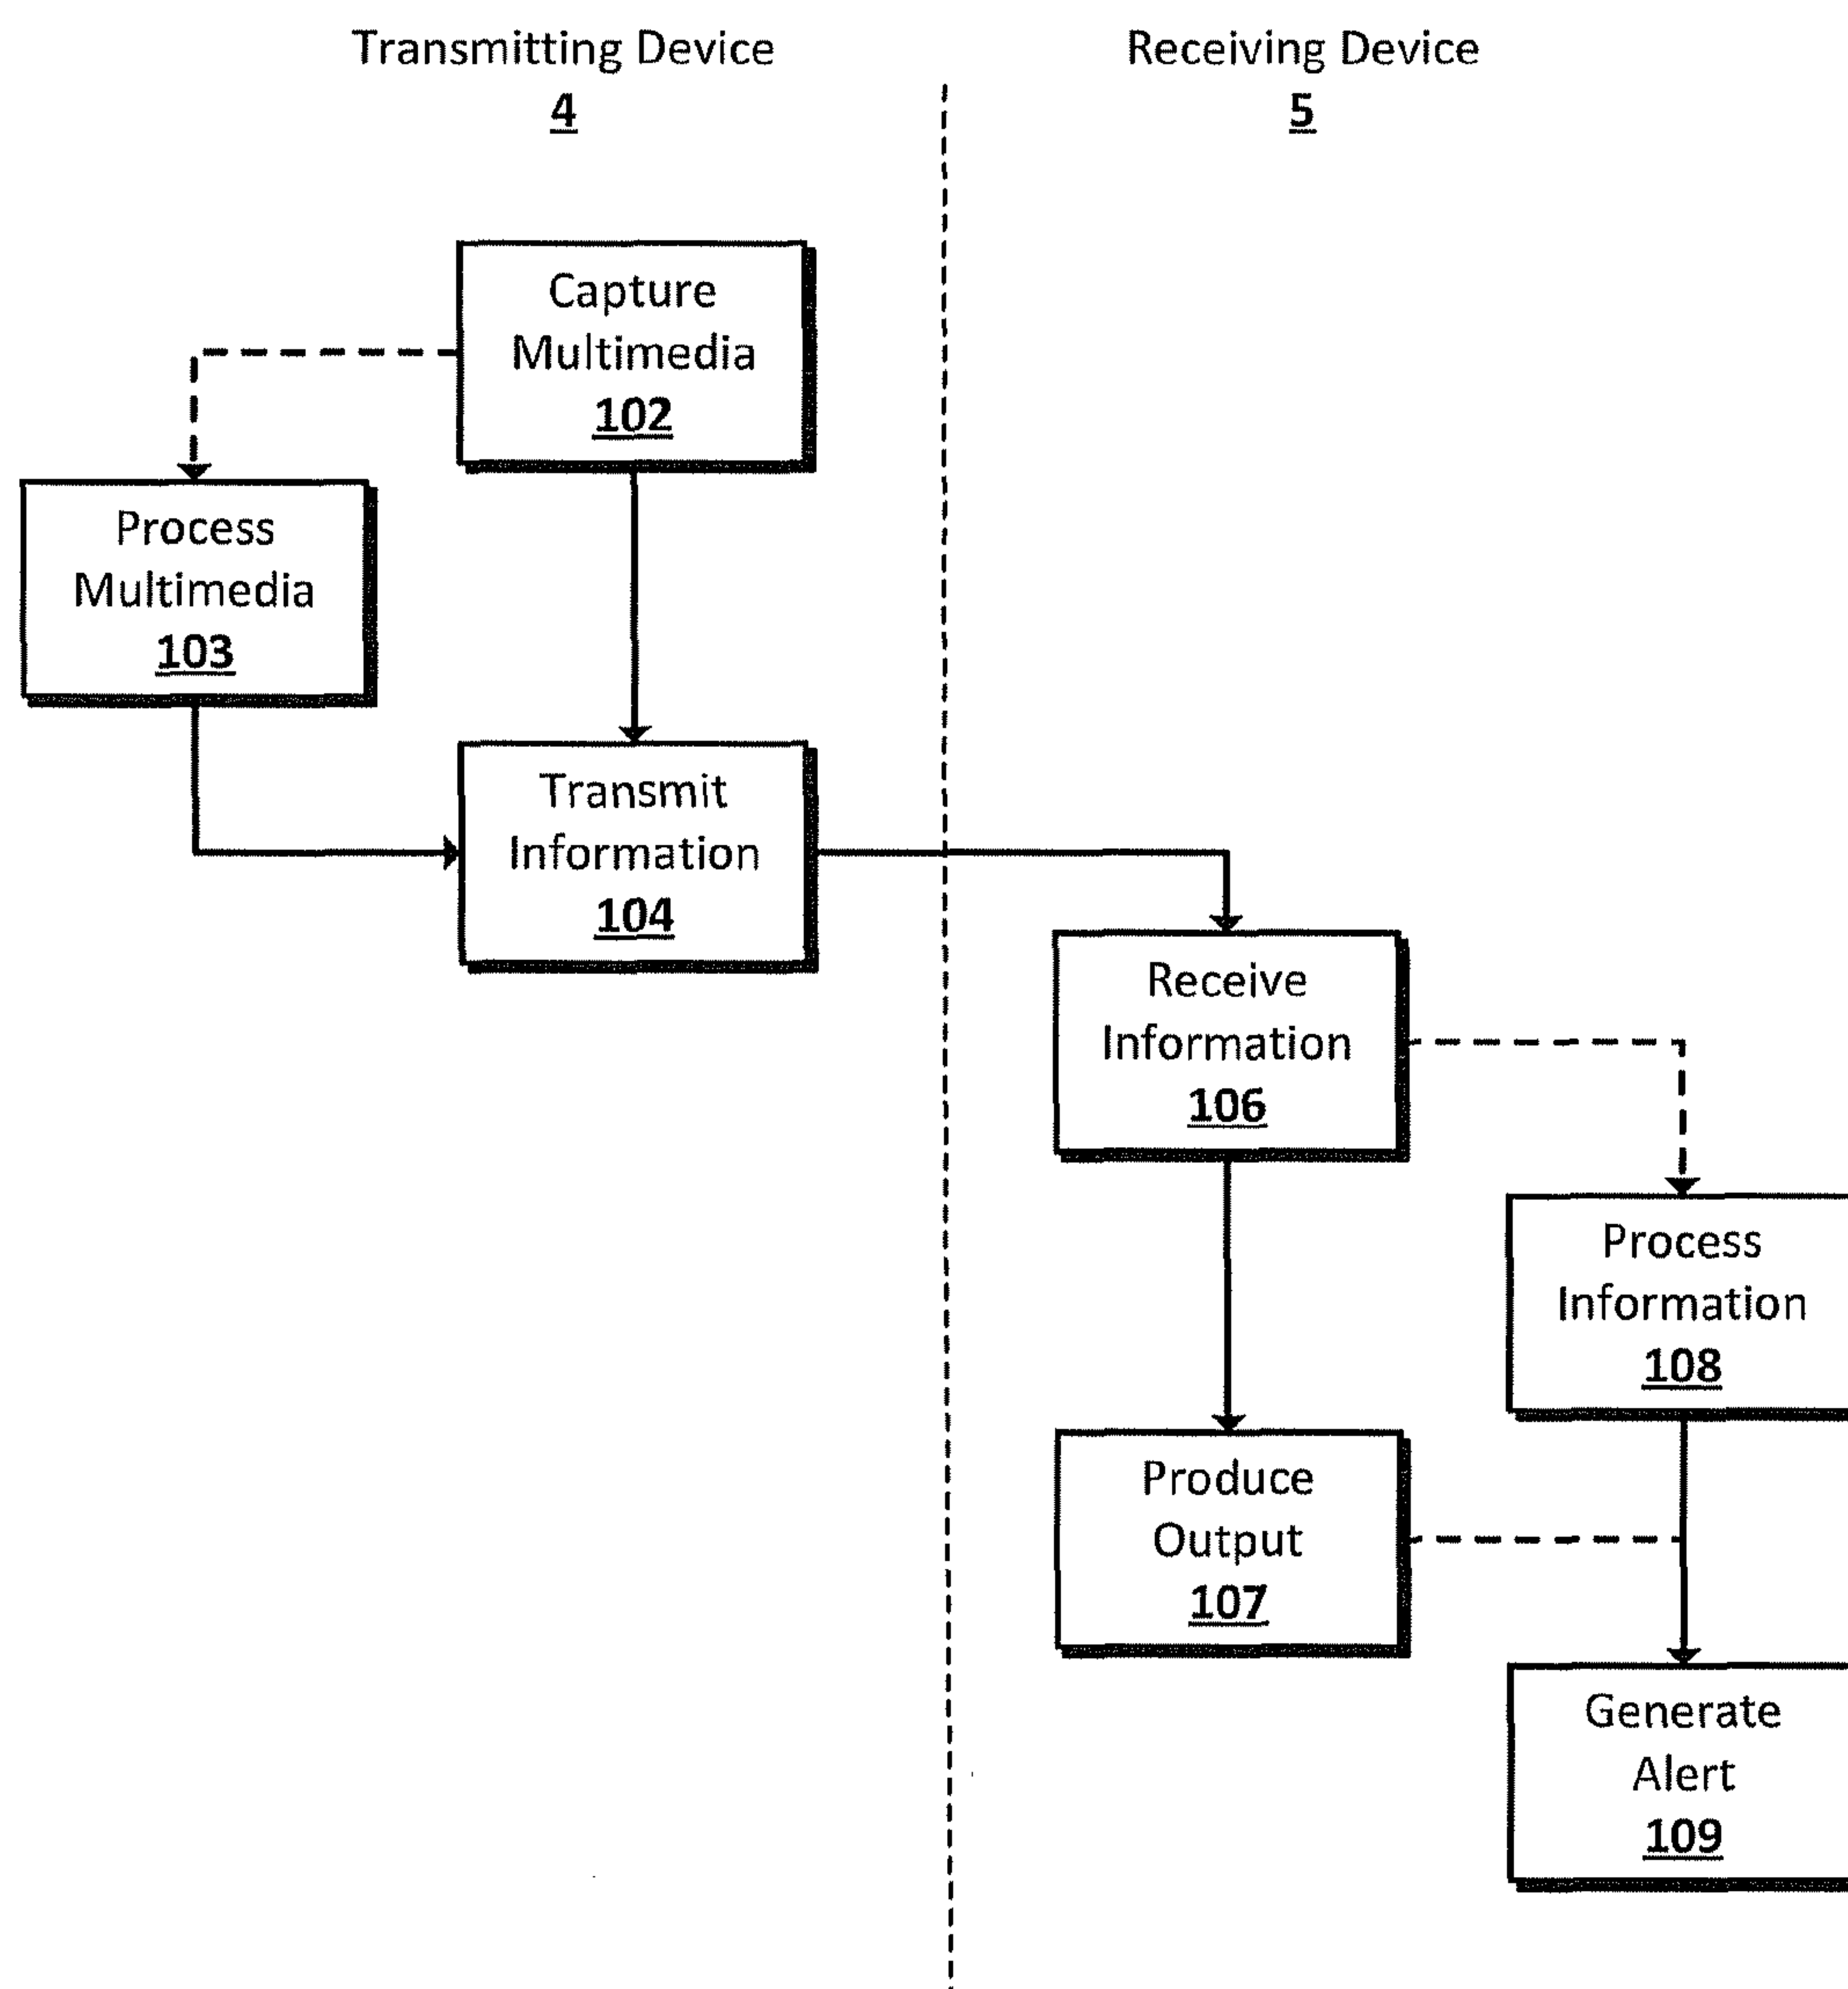 Transmitting Device
4
Receiving Device
5
Capture
Multimedia
102
Process
Multimedia
103
Transmit
Information
104
Receive
Information
106
Process
Information
108
Produce
Output
107
Generate
Alert
109